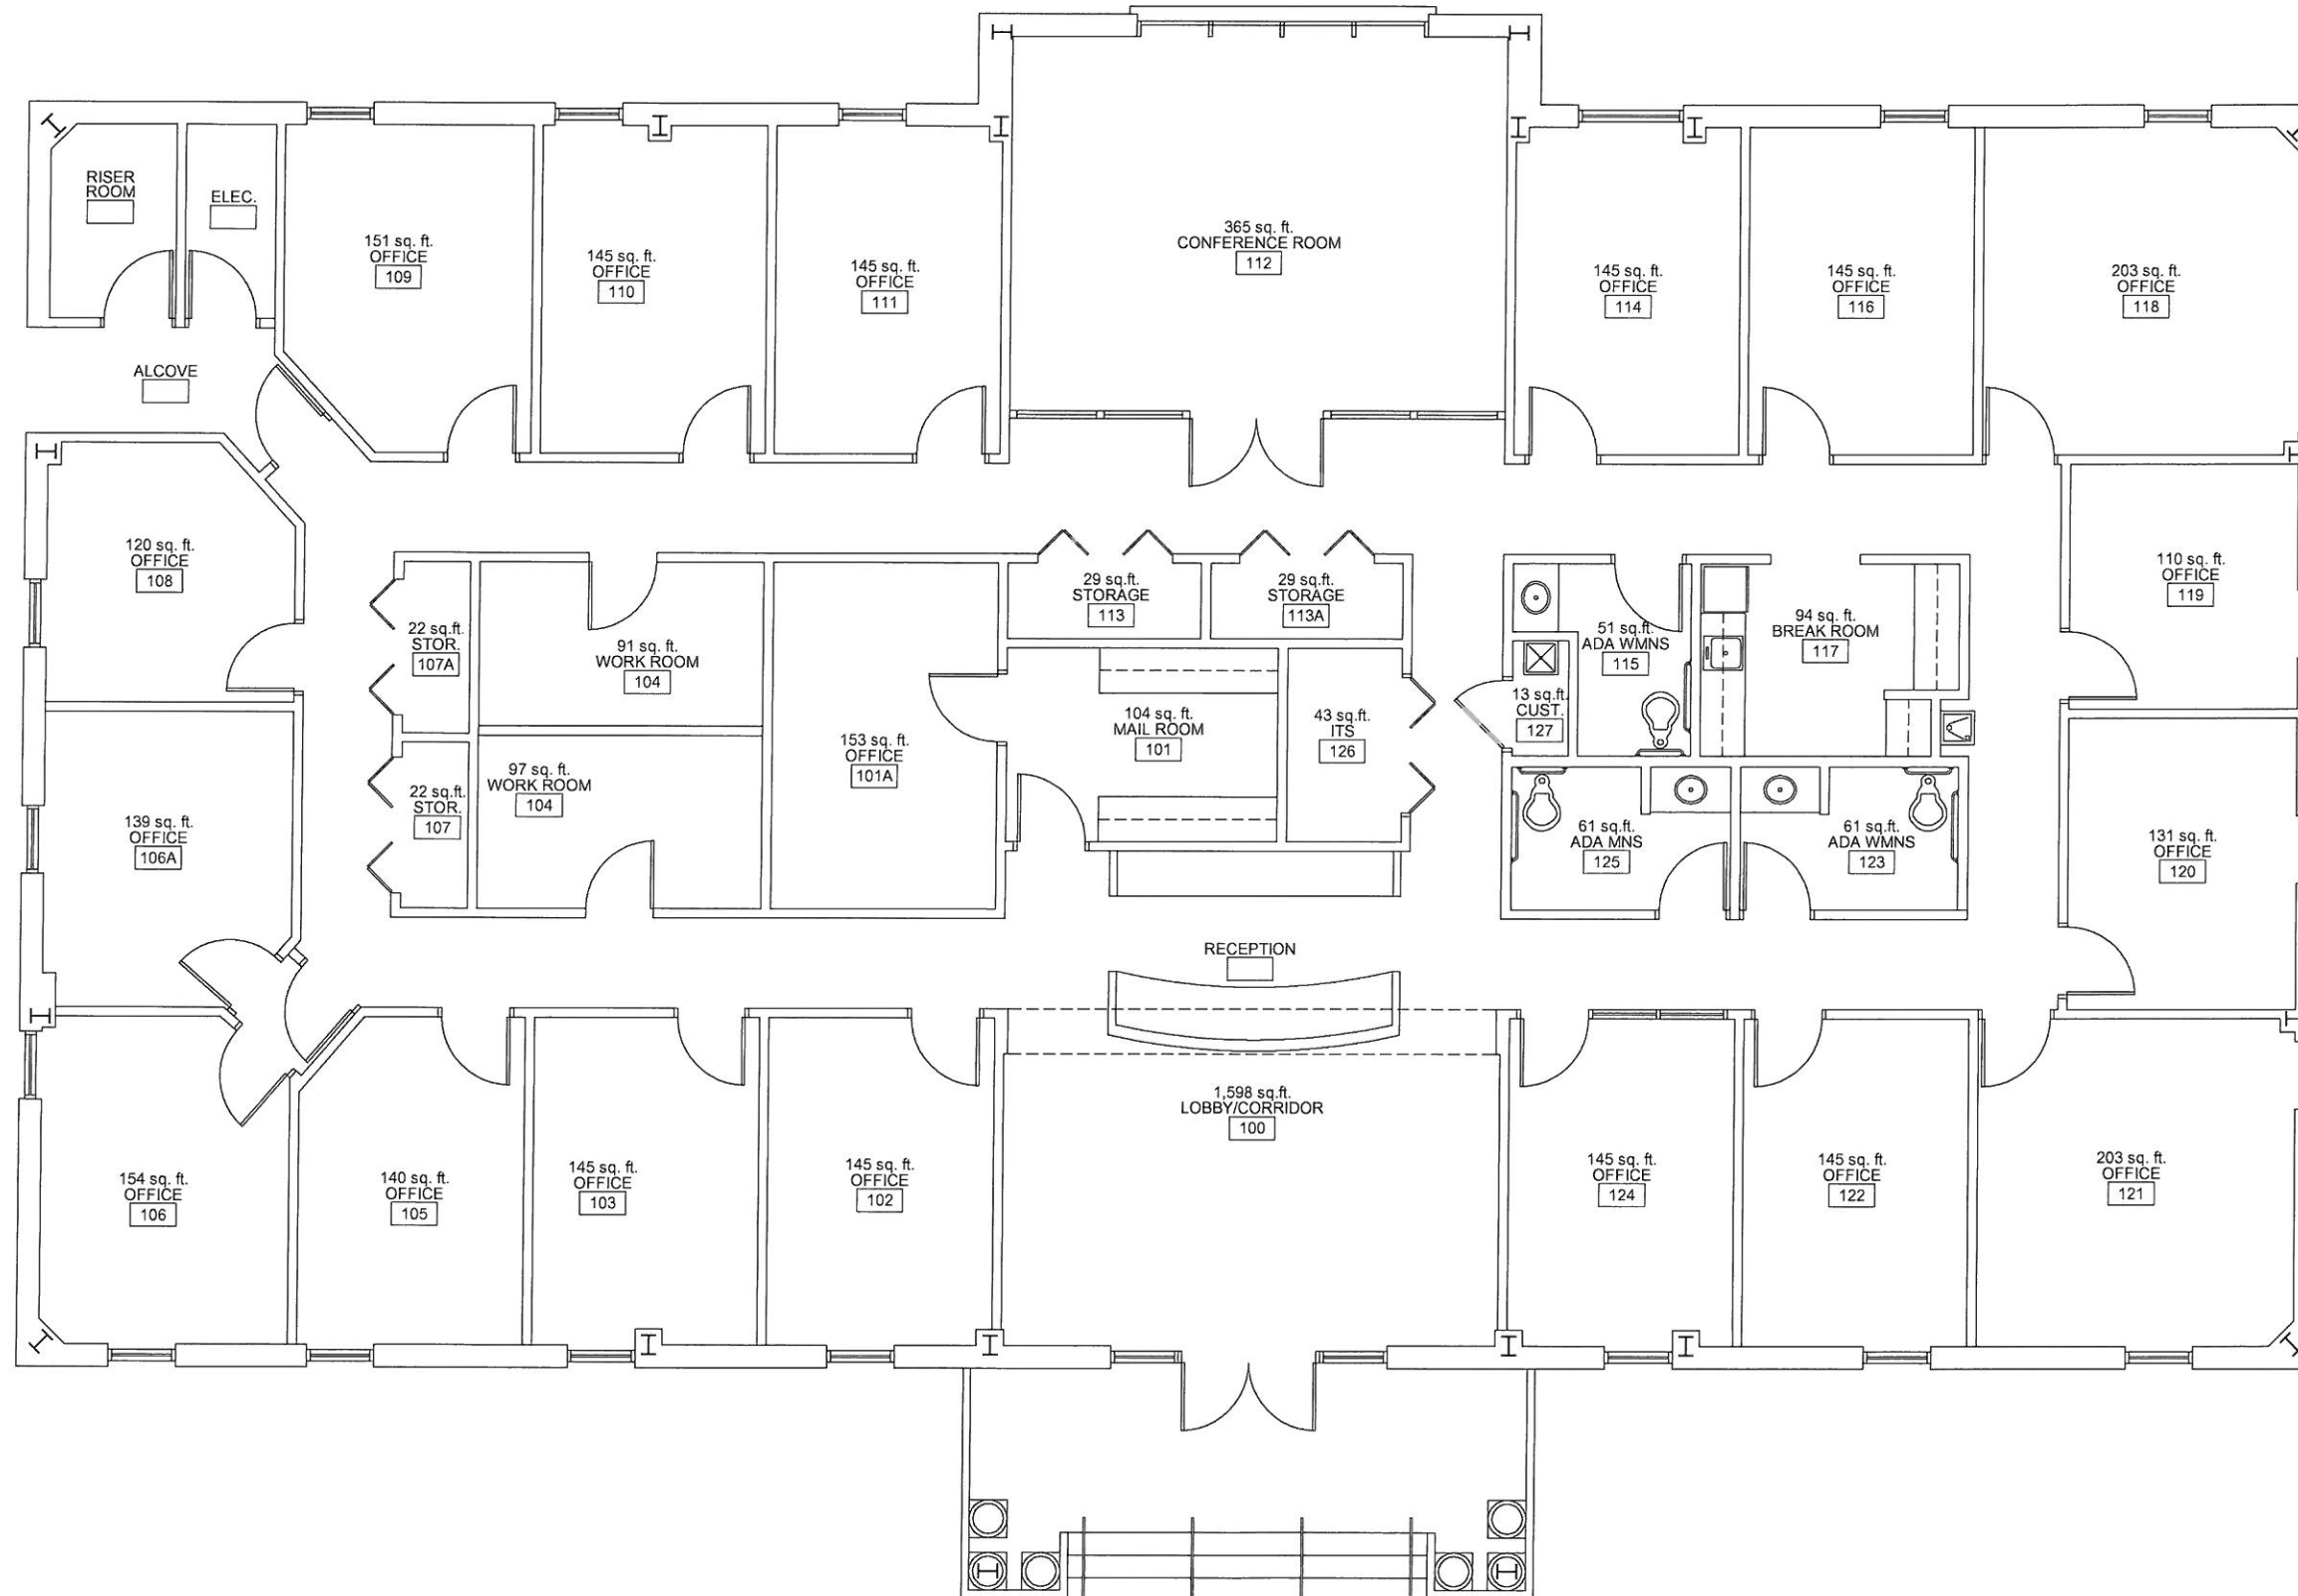 RISER
ROOM
ELEC.
151 sq. ft.
OFFICE
109
145 sq. ft.
OFFICE
110
145 sq. ft.
OFFICE
111
365 sq. ft.
CONFERENCE ROOM
112
145 sq. ft.
OFFICE
114
145 sq. ft.
OFFICE
116
203 sq. ft.
OFFICE
118
ALCOVE
120 sq. ft.
OFFICE
108
22 sq.ft.
STOR.
107A
91 sq. ft.
WORK ROOM
104
29 sq.ft.
STORAGE
113
29 sq.ft.
STORAGE
113A
51 sq.ft.
ADA WMNS
115
94 sq. ft.
BREAK ROOM
117
110 sq. ft.
OFFICE
119
139 sq. ft.
OFFICE
106A
22 sq.ft.
STOR.
107
97 sq. ft.
WORK ROOM
104
153 sq. ft.
OFFICE
101A
104 sq. ft.
MAIL ROOM
101
43 sq.ft.
ITS
126
13 sq.ft.
CUST.
127
61 sq.ft.
ADA MNS
125
61 sq.ft.
ADA WMNS
123
131 sq. ft.
OFFICE
120
RECEPTION
154 sq. ft.
OFFICE
106
140 sq. ft.
OFFICE
105
145 sq. ft.
OFFICE
103
145 sq. ft.
OFFICE
102
1,598 sq.ft.
LOBBY/CORRIDOR
100
145 sq. ft.
OFFICE
124
145 sq. ft.
OFFICE
122
203 sq. ft.
OFFICE
121